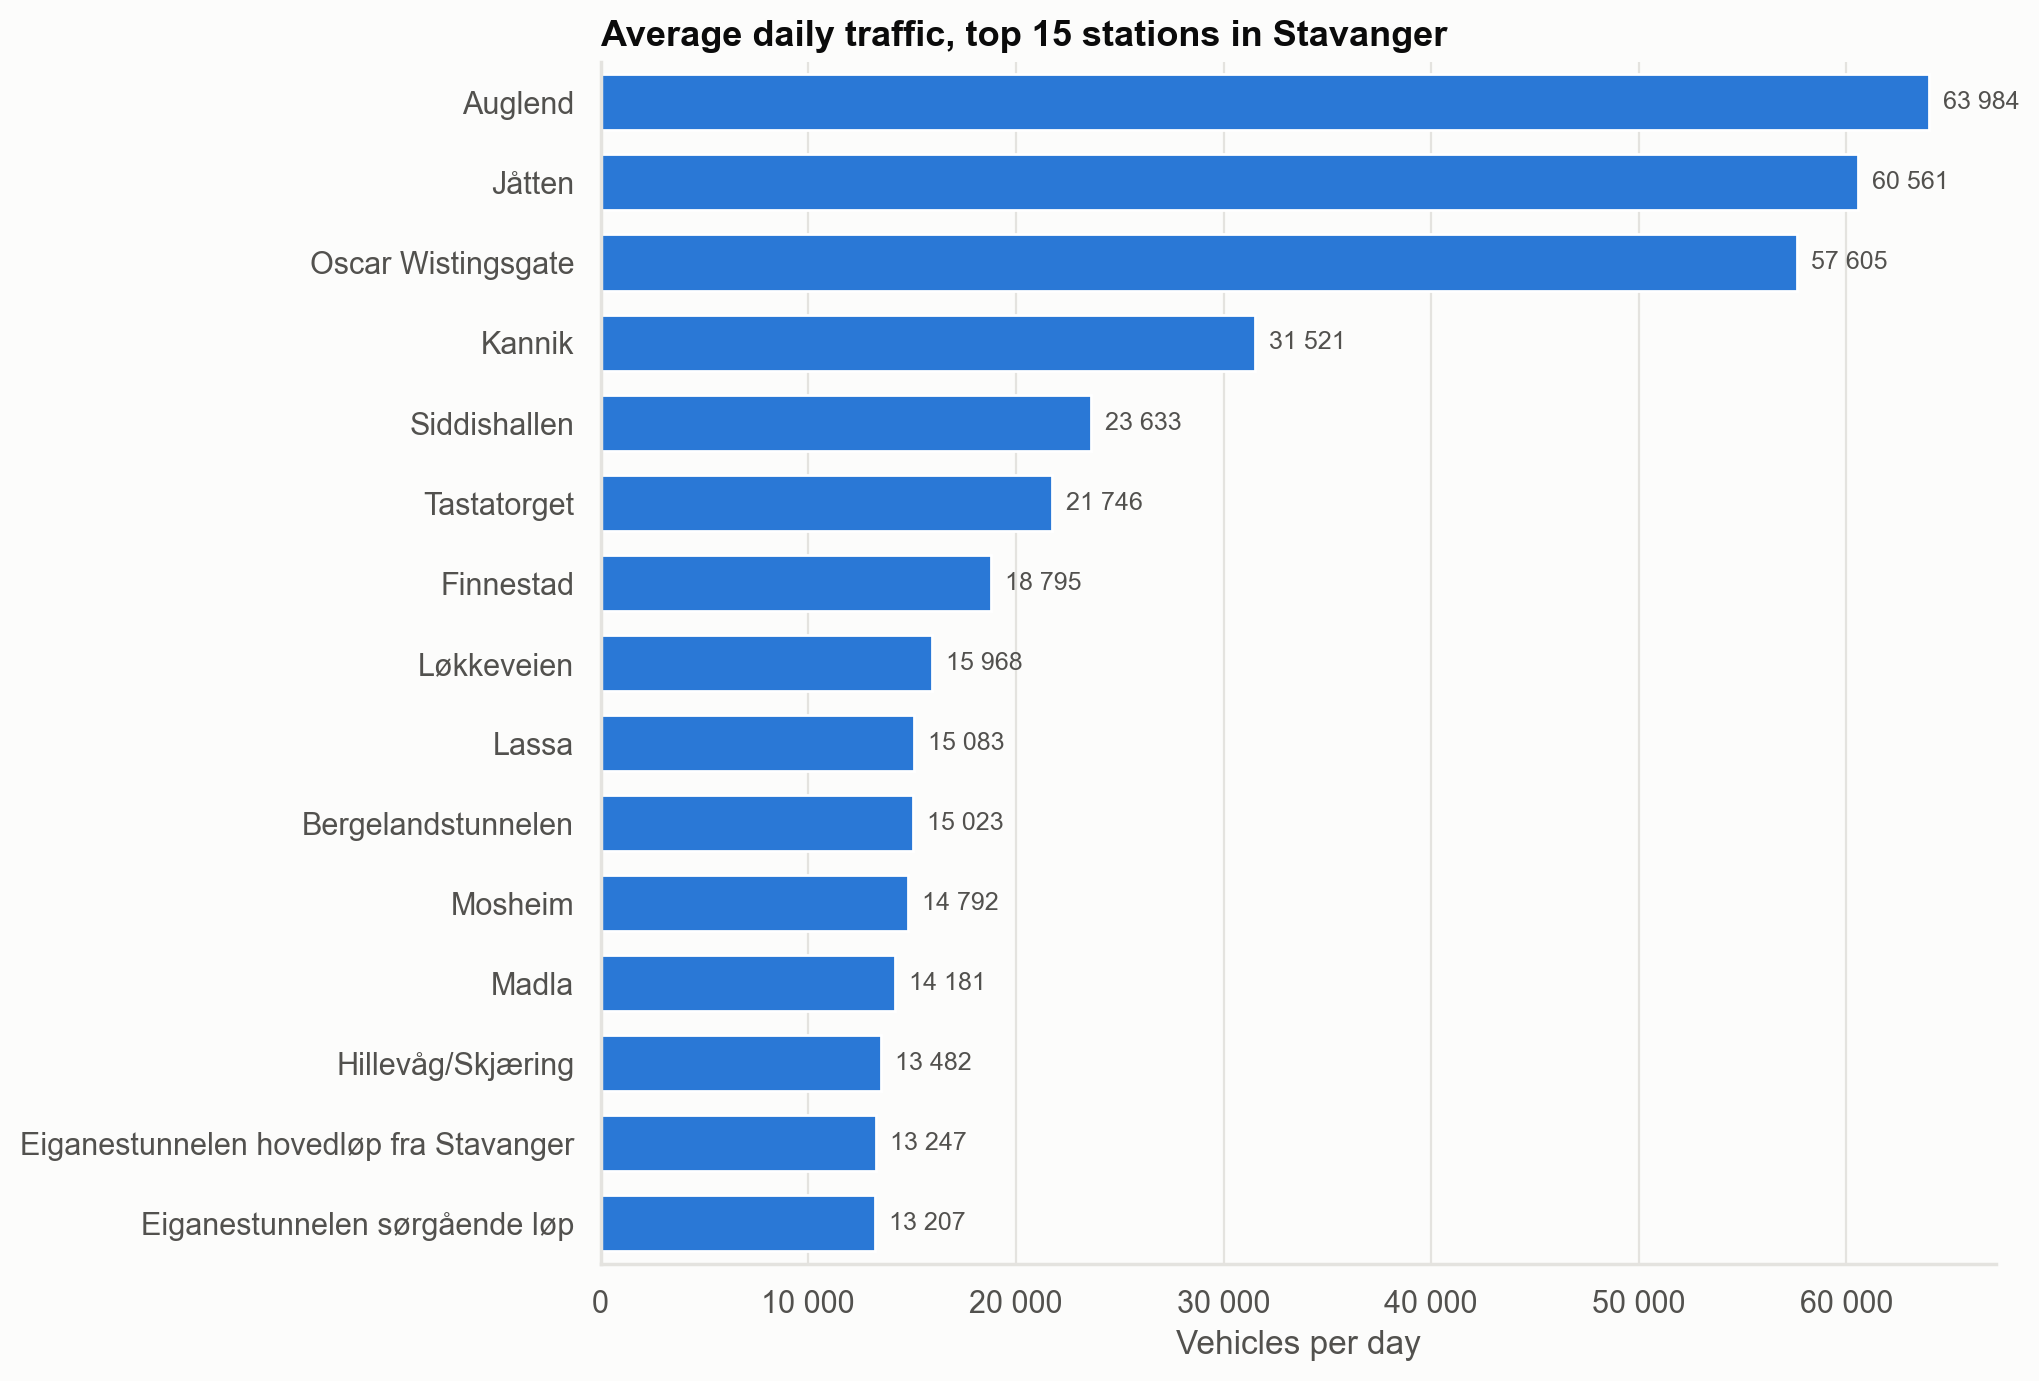 Average daily traffic, top 15 stations in Stavanger
Auglend 63 984
Jåtten 60 561
Oscar Wistingsgate 57 605
Kannik 31 521
Siddishallen 23 633
Tastatorget 21 746
Finnestad 18 795
Løkkeveien 15 968
Lassa 15 083
Bergelandstunnelen 15 023
Mosheim 14 792
Madla 14 181
Hillevåg/Skjæring 13 482
Eiganestunnelen hovedløp fra Stavanger 13 247
Eiganestunnelen sørgående løp 13 207
0 10 000 20 000 30 000 40 000 50 000 60 000
Vehicles per day